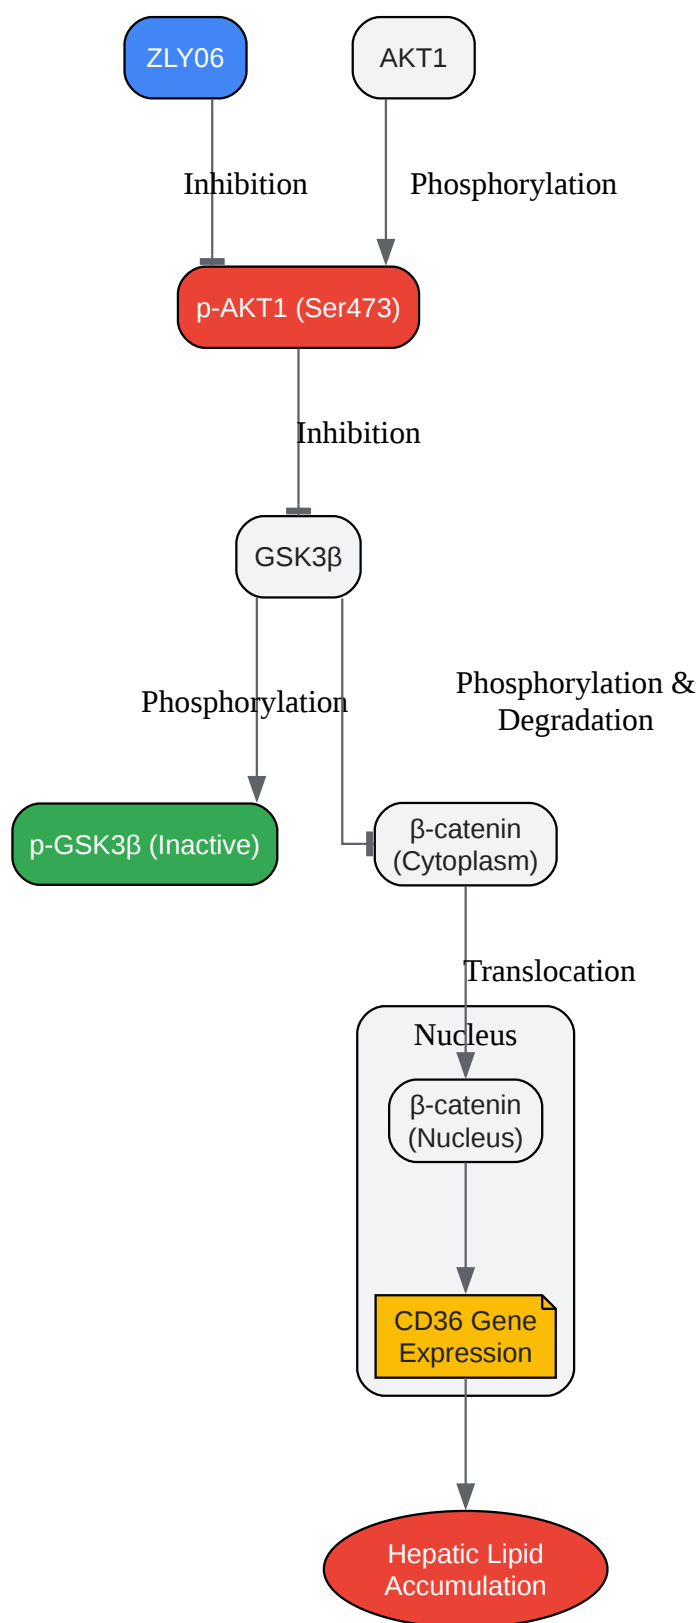 ZLY06
AKT1
Inhibition
Phosphorylation
p-AKT1 (Ser473)
Inhibition
GSK3β
Phosphorylation
Phosphorylation &
Degradation
p-GSK3β (Inactive)
β-catenin
(Cytoplasm)
Translocation
Nucleus
β-catenin
(Nucleus)
CD36 Gene
Expression
Hepatic Lipid
Accumulation